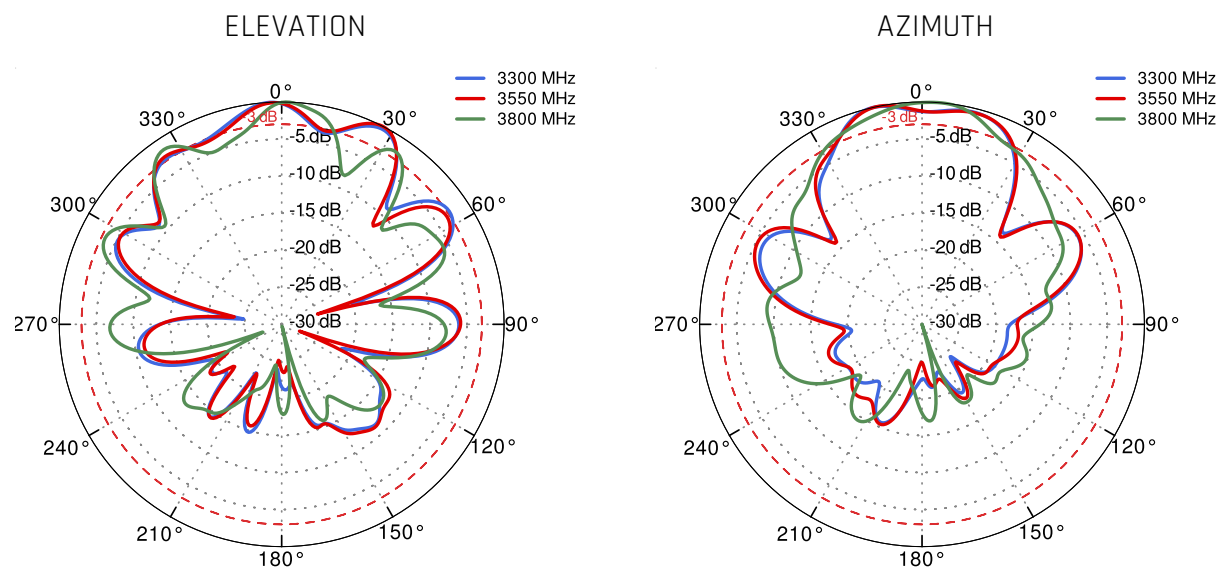 ELEVATION
3300 MHz
3550 MHz
3800 MHz
0°
330°
30°
-3 dB
-5 dB
-10 dB
300°
60°
-15 dB
-20 dB
-25 dB
270°
-30 dB
90°
240°
120°
210°
150°
180°
AZIMUTH
3300 MHz
3550 MHz
3800 MHz
0°
330°
30°
-3 dB
-5 dB
-10 dB
300°
60°
-15 dB
-20 dB
-25 dB
270°
-30 dB
90°
240°
120°
210°
150°
180°